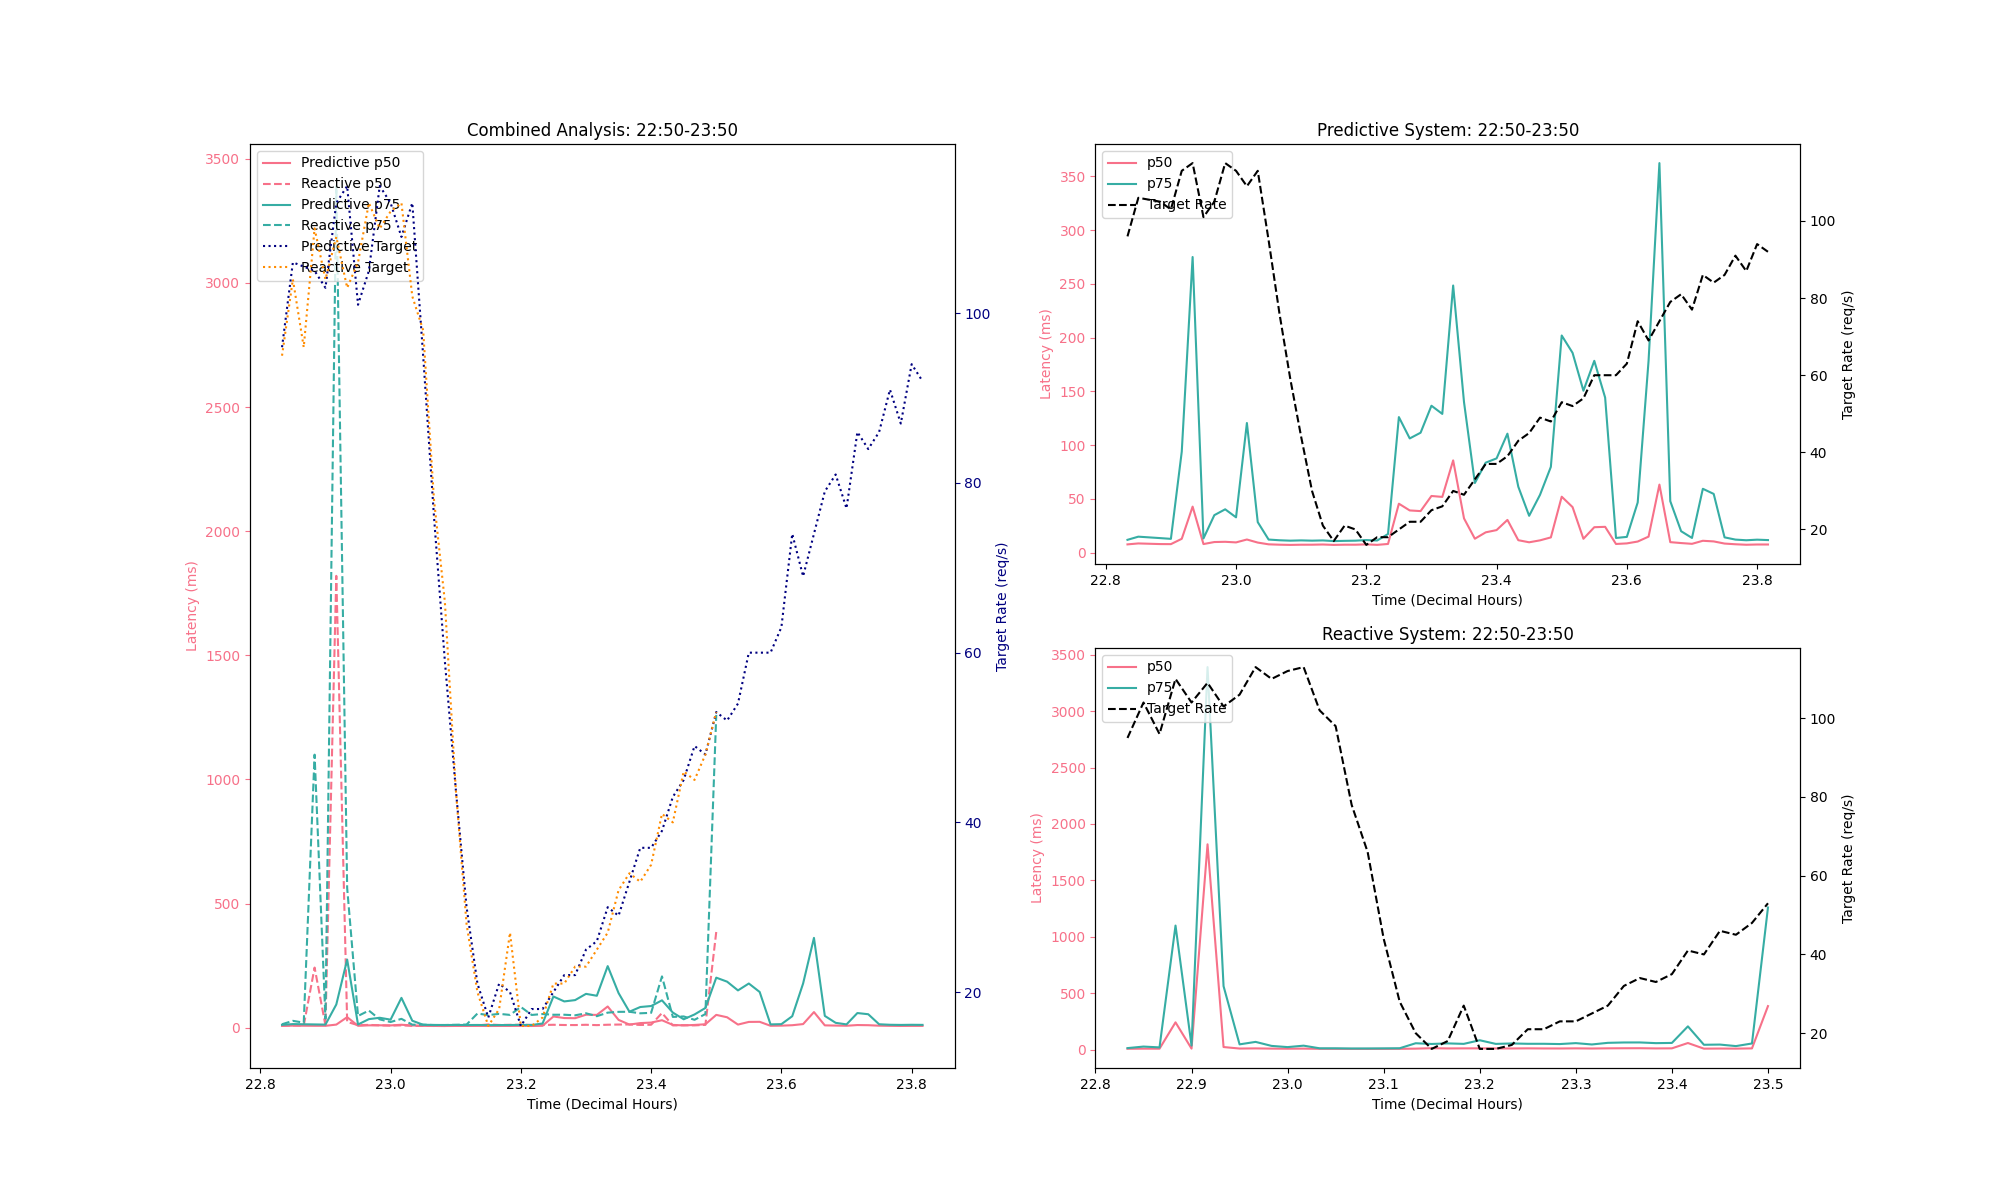 Combined Analysis: 22:50-23:50
3500
3000
2500
2000
1500
1000
500
0
Latency (ms)
Predictive p50
Reactive p50
Predictive p75
Reactive p75
Predictive Target
Reactive Target
100
80
60
40
20
Target Rate (req/s)
22.8 23.0 23.2 23.4 23.6 23.8
Time (Decimal Hours)
Predictive System: 22:50-23:50
350
300
250
200
150
100
50
0
Latency (ms)
p50
p75
Target Rate
100
80
60
40
20
Target Rate (req/s)
22.8 23.0 23.2 23.4 23.6 23.8
Time (Decimal Hours)
Reactive System: 22:50-23:50
3500
3000
2500
2000
1500
1000
500
0
Latency (ms)
p50
p75
Target Rate
100
80
60
40
20
Target Rate (req/s)
22.8 22.9 23.0 23.1 23.2 23.3 23.4 23.5
Time (Decimal Hours)